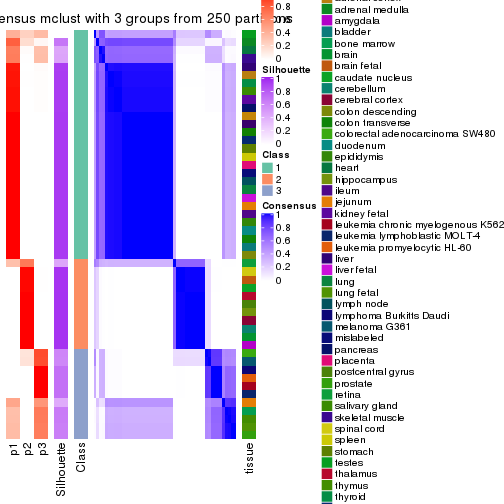 ensus mclust with 3 groups from 250 part
0.8
0.6
0.4
0.2
0
Silhouette
1
0.8
0.6
0.4
0.2
0
Class
1
2
3
Consensus
1
0.8
0.6
0.4
0.2
0
p1
p2
p3
Silhouette
Class
tissue
adrenal medulla
amygdala
bladder
bone marrow
brain
brain fetal
caudate nucleus
cerebellum
cerebral cortex
colon descending
colon transverse
colorectal adenocarcinoma SW480
duodenum
epididymis
heart
hippocampus
ileum
jejunum
kidney fetal
leukemia chronic myelogenous K562
leukemia lymphoblastic MOLT-4
leukemia promyelocytic HL-60
liver
liver fetal
lung
lung fetal
lymph node
lymphoma Burkitts Daudi
melanoma G361
mislabeled
pancreas
placenta
postcentral gyrus
prostate
retina
salivary gland
skeletal muscle
spinal cord
spleen
stomach
testes
thalamus
thymus
thyroid